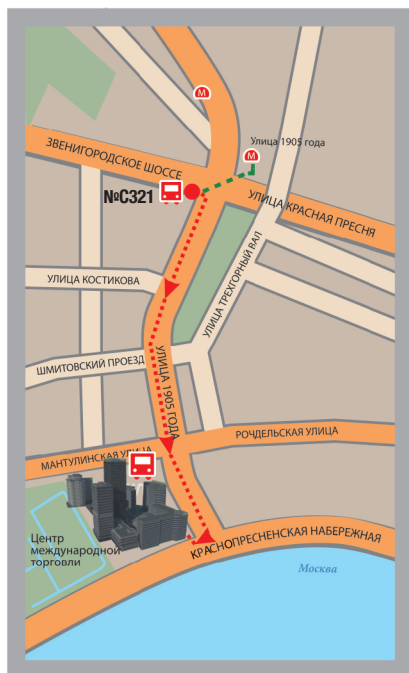 М
Улица 1905 года
М
ЗВЕНИГОРОДСКОЕ ШОССЕ
№С321
УЛИЦА КРАСНАЯ ПРЕСНЯ
УЛИЦА КОСТИКОВА
УЛИЦА ТРЕХГОРНЫЙ ВАЛ
ШМИТОВСКИЙ ПРОЕЗД
УЛИЦА 1905 ГОДА
РОЧДЕЛЬСКАЯ УЛИЦА
МАНТУЛИНСКАЯ УЛИЦА
Центр
международной
торговли
КРАСНОПРЕСНЕНСКАЯ НАБЕРЕЖНАЯ
Москва